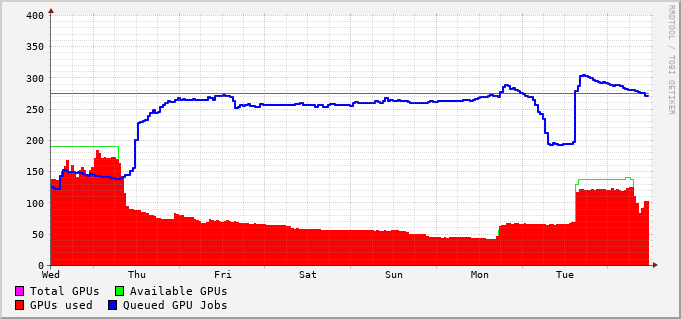 400
350
300
250
200
150
100
50
0
Wed Thu Fri Sat Sun Mon Tue
Total GPUs Available GPUs
GPUs used Queued GPU Jobs
RRDTOOL / TOBI OETIKER